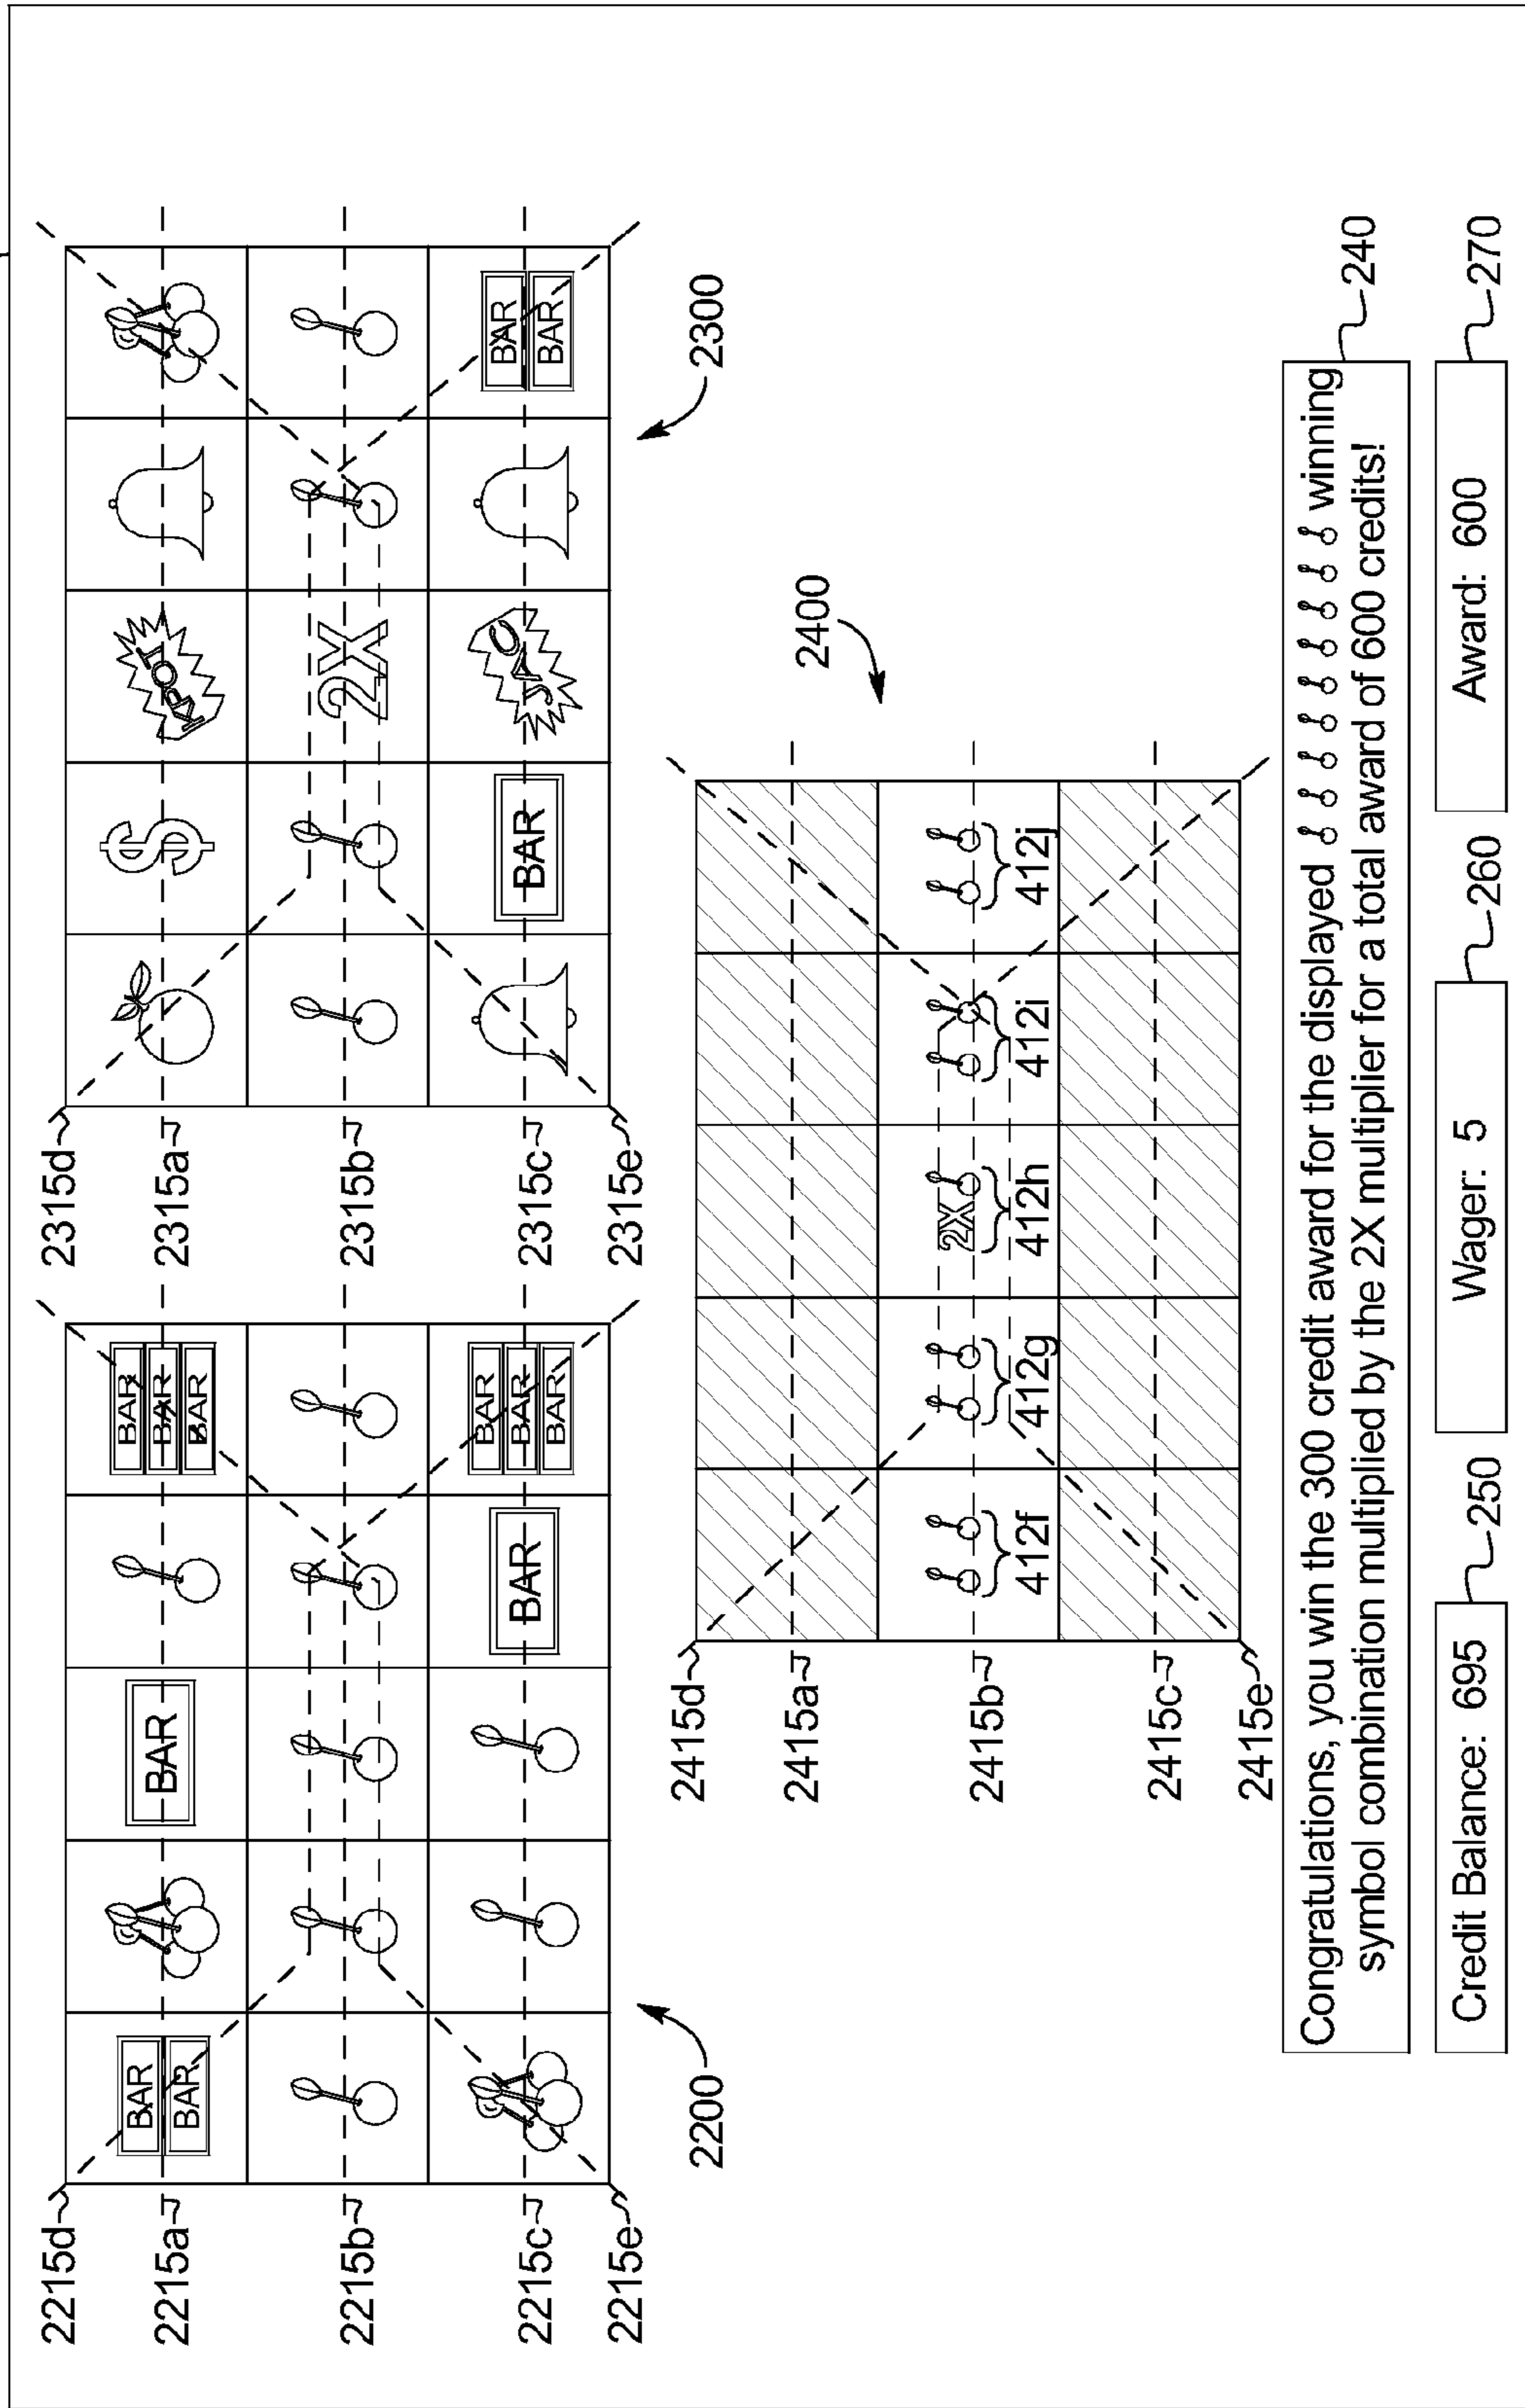 2215d
2215a
2215b
2215c
2215e
BAR
BAR
BAR
BAR
BAR
BAR
BAR
BAR
BAR
BAR
2200
2315d
2315a
2315b
2315c
2315e
$
BONUS
2X
BAR
BAR
BAR
2300
2415d
2415a
2415b
2415c
2415e
2X
412f
412g
412h
412i
412j
2400
Congratulations, you win the 300 credit award for the displayed winning
symbol combination multiplied by the 2X multiplier for a total award of 600 credits!
240
Credit Balance: 695
250
Wager: 5
260
Award: 600
270